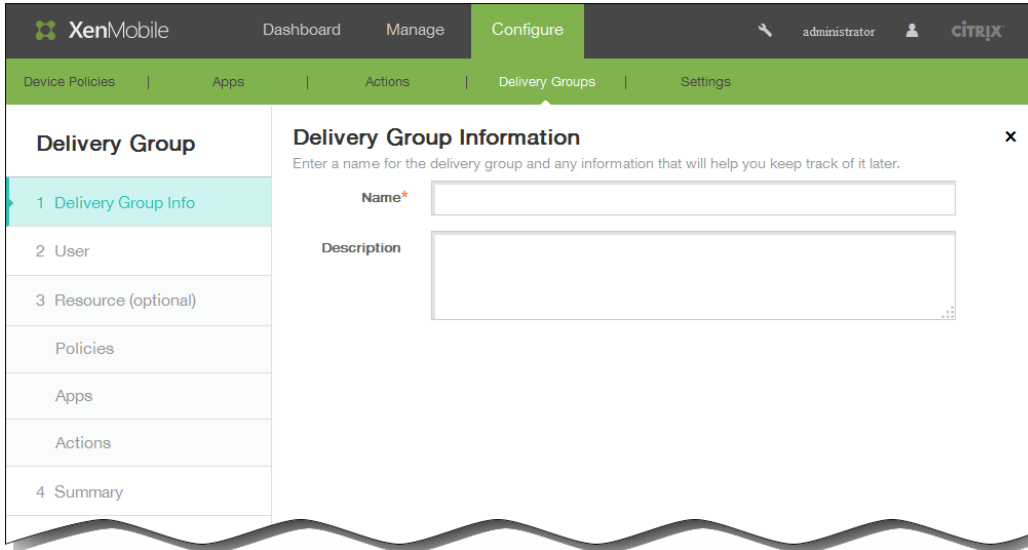 XenMobile Dashboard Manage Configure administrator CITRIX
Device Policies | Apps | Actions | Delivery Groups | Settings
Delivery Group
1 Delivery Group Info
2 User
3 Resource (optional)
Policies
Apps
Actions
4 Summary
Delivery Group Information x
Enter a name for the delivery group and any information that will help you keep track of it later.
Name*
Description